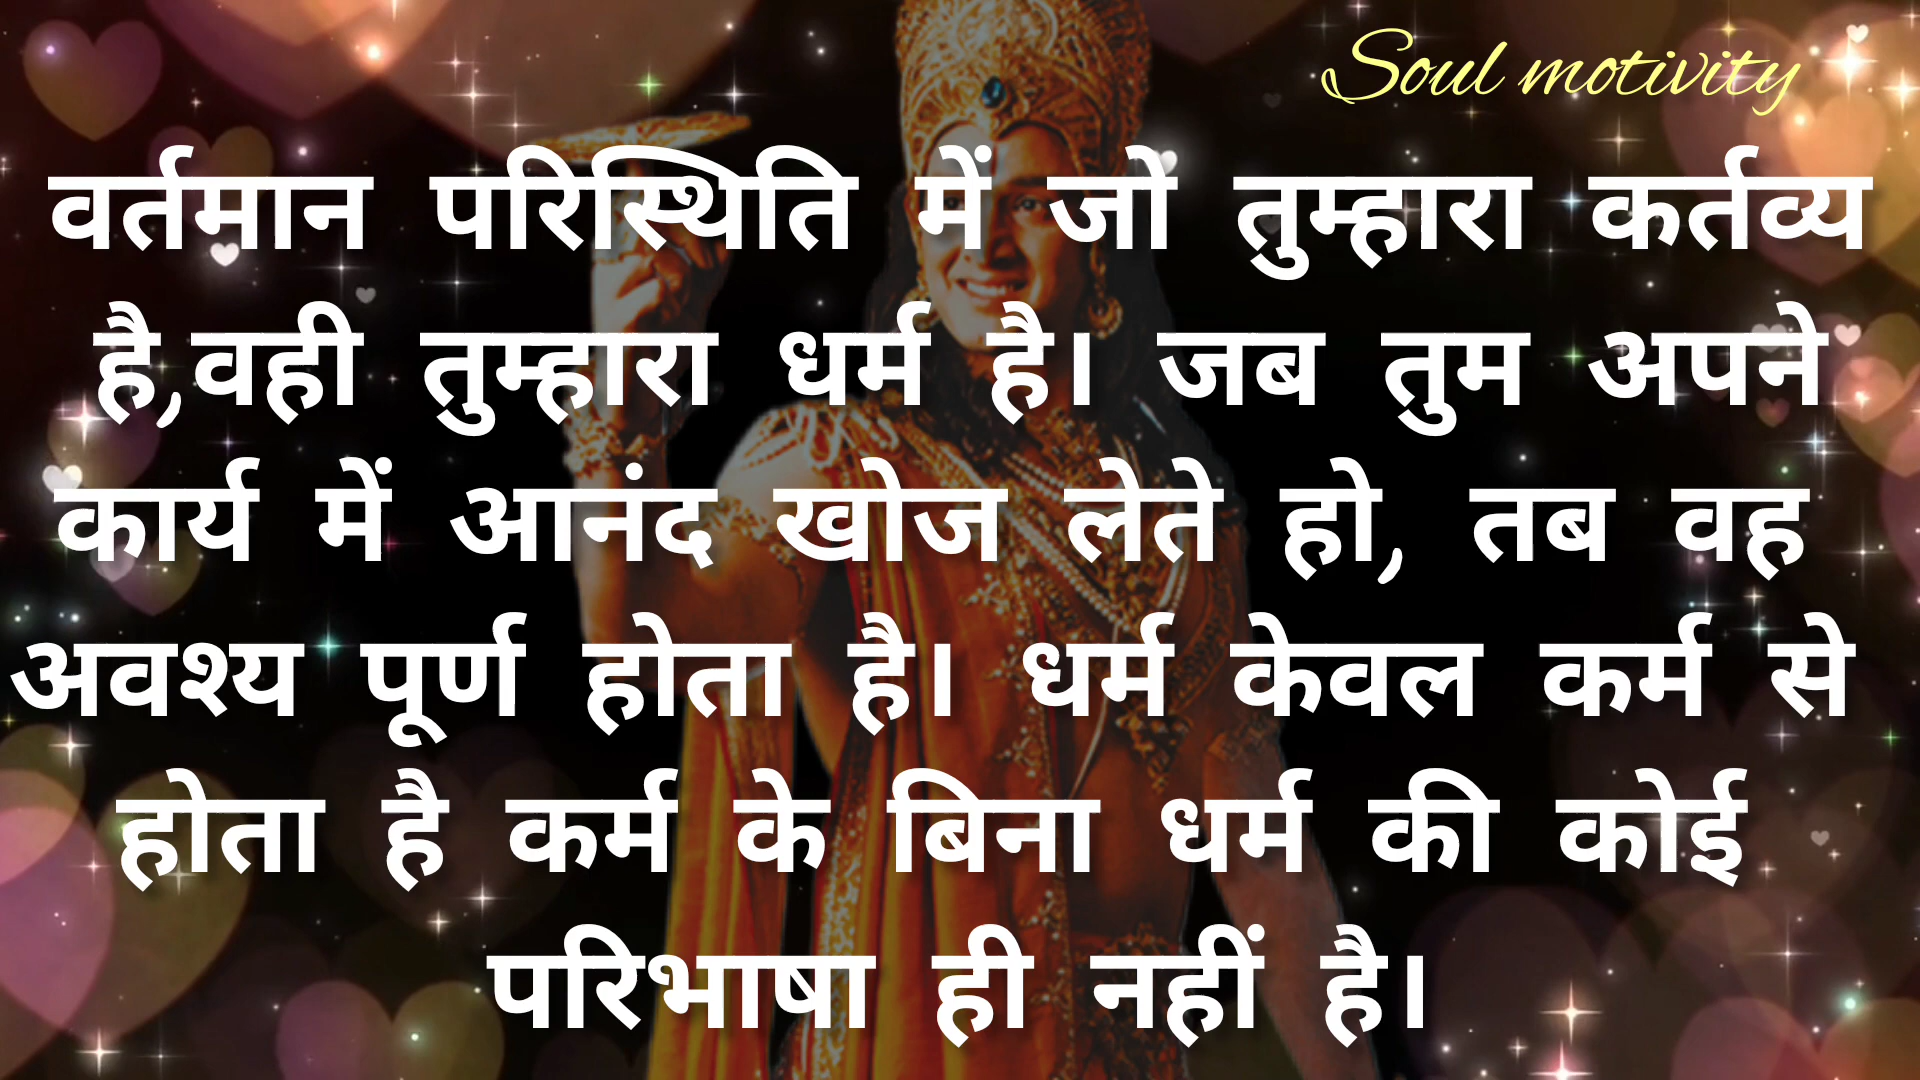 Soul motivity
वर्तमान परिस्थिति में जो तुम्हारा कर्तव्य
है,वही तुम्हारा धर्म है। जब तुम अपने
कार्य में आनंद खोज लेते हो, तब वह
अवश्य पूर्ण होता है। धर्म केवल कर्म से
होता है कर्म के बिना धर्म की कोई
परिभाषा ही नहीं है।